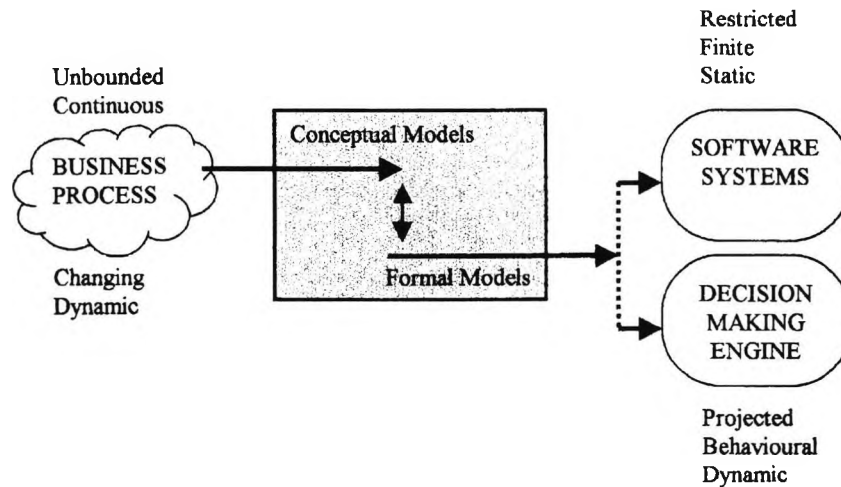 Unbounded
Continuous
BUSINESS
PROCESS
Changing
Dynamic
Conceptual Models
Formal Models
Restricted
Finite
Static
SOFTWARE
SYSTEMS
DECISION
MAKING
ENGINE
Projected
Behavioural
Dynamic